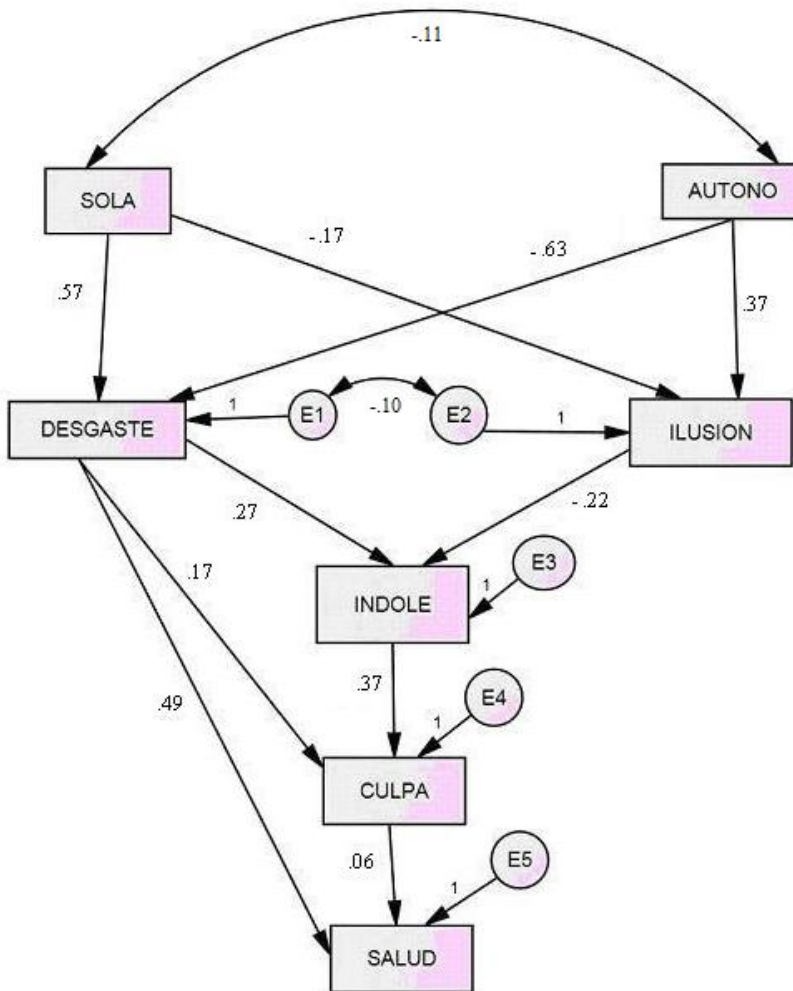 -.11
SOLA
AUTONO
-.17
- .63
.57
.37
DESGASTE
1
E1
-.10
E2
1
ILUSION
.27
- .22
.17
E3
1
INDOLE
.49
.37
E4
1
CULPA
.06
E5
1
SALUD